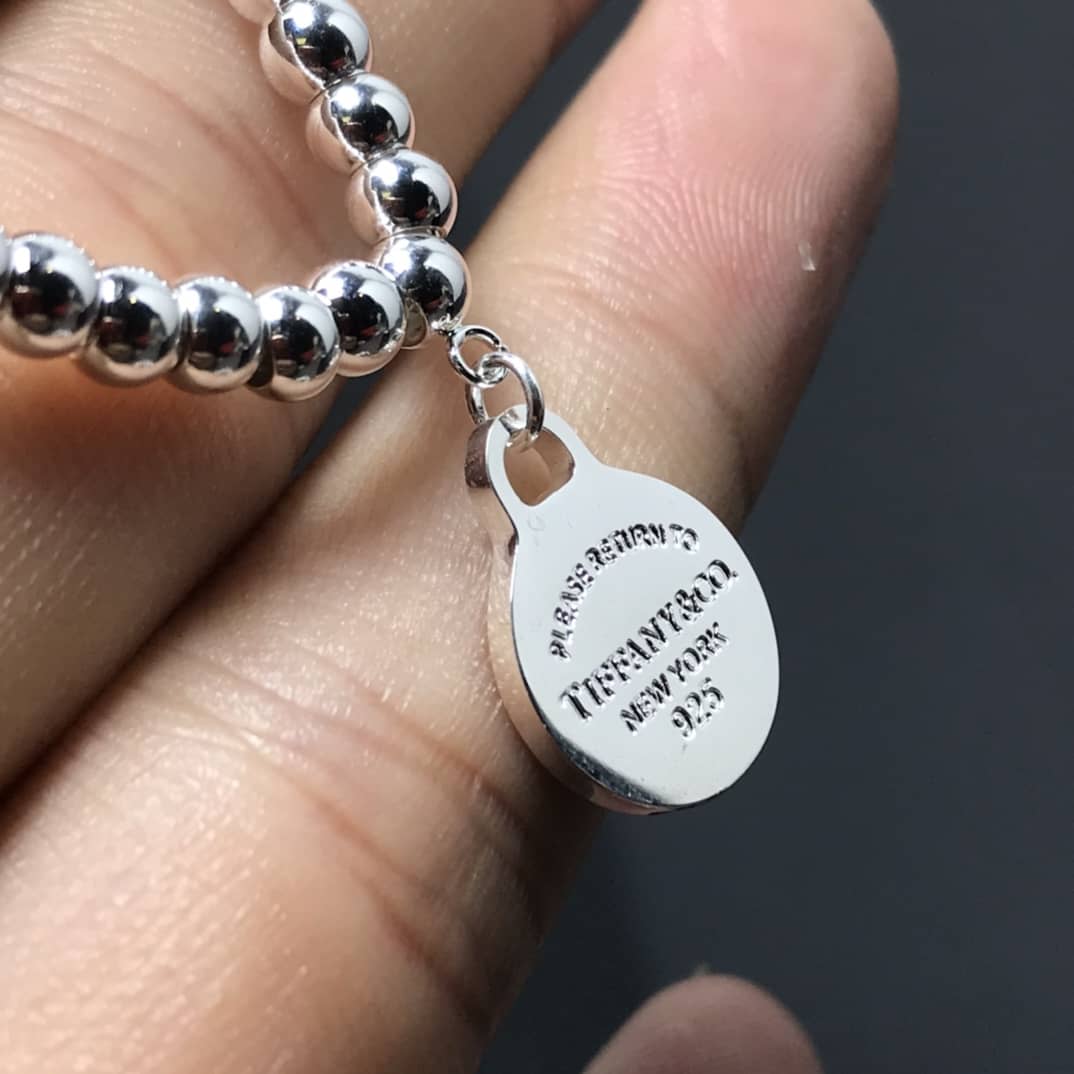 PLEASE RETURN TO
TIFFANY&CO.
NEW YORK
925